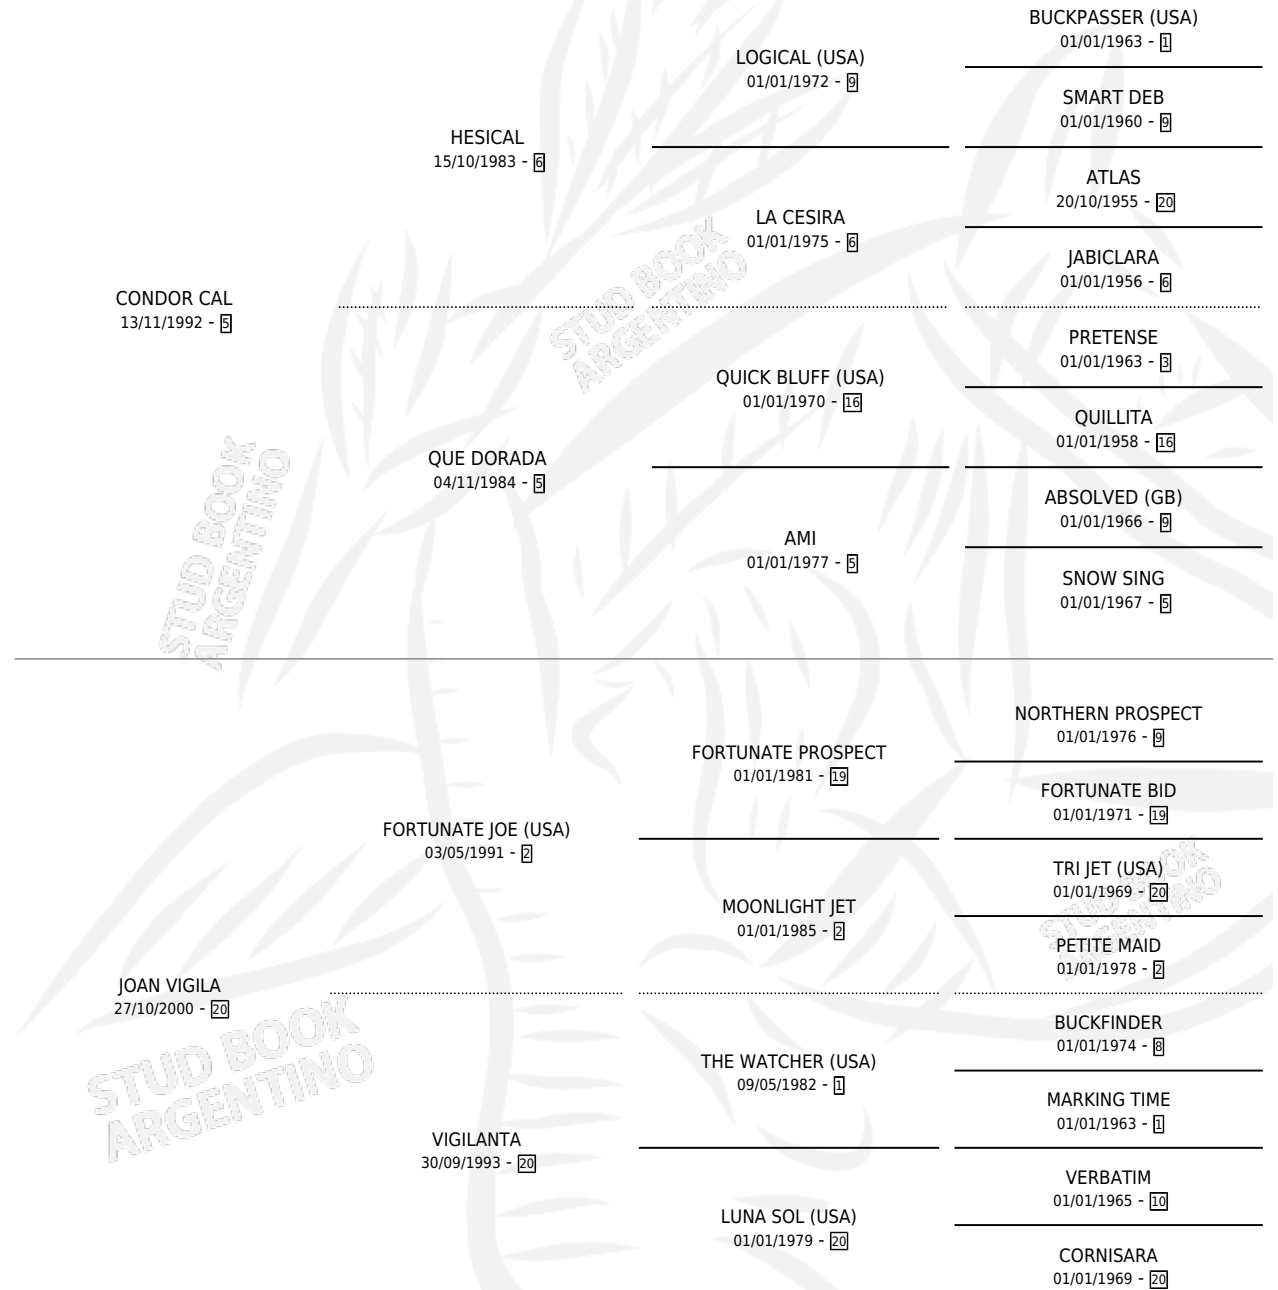 BUCKPASSER (USA)
01/01/1963 - 1
LOGICAL (USA)
01/01/1972 - 9
SMART DEB
01/01/1960 - 9
HESICAL
15/10/1983 - 6
ATLAS
20/10/1955 - 20
LA CESIRA
01/01/1975 - 6
JABICLARA
01/01/1956 - 6
CONDOR CAL
13/11/1992 - 5
PRETENSE
01/01/1963 - 3
QUICK BLUFF (USA)
01/01/1970 - 16
QUILLITA
01/01/1958 - 16
QUE DORADA
04/11/1984 - 5
ABSOLVED (GB)
01/01/1966 - 9
AMI
01/01/1977 - 5
SNOW SING
01/01/1967 - 5
NORTHERN PROSPECT
01/01/1976 - 9
FORTUNATE PROSPECT
01/01/1981 - 19
FORTUNATE BID
01/01/1971 - 19
FORTUNATE JOE (USA)
03/05/1991 - 2
TRI JET (USA)
01/01/1969 - 20
MOONLIGHT JET
01/01/1985 - 2
PETITE MAID
01/01/1978 - 2
JOAN VIGILA
27/10/2000 - 20
BUCKFINDER
01/01/1974 - 8
THE WATCHER (USA)
09/05/1982 - 1
MARKING TIME
01/01/1963 - 1
VIGILANTA
30/09/1993 - 20
VERBATIM
01/01/1965 - 10
LUNA SOL (USA)
01/01/1979 - 20
CORNISARA
01/01/1969 - 20
STUD BOOK
ARGENTINO
STUD BOOK
ARGENTINO
STUD BOOK
ARGENTINO
STUD BOOK
ARGENTINO